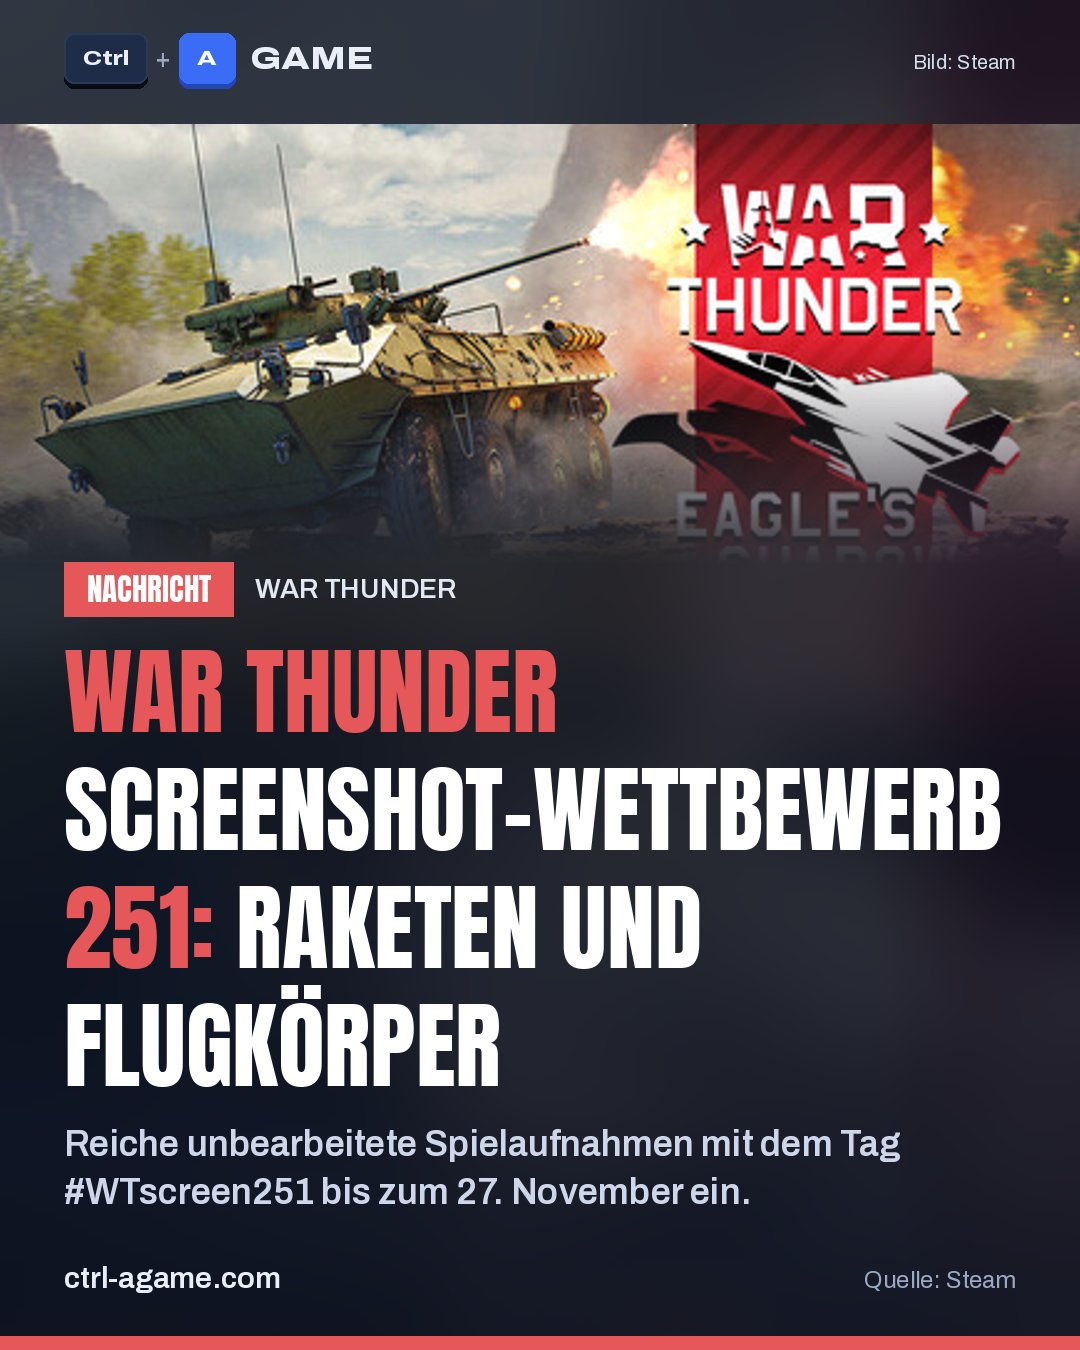 Ctrl + A GAME
Bild: Steam
WAR
THUNDER
EAGLE'S
SHADOW
NACHRICHT WAR THUNDER
WAR THUNDER
SCREENSHOT-WETTBEWERB
251: RAKETEN UND
FLUGKÖRPER
Reiche unbearbeitete Spielaufnahmen mit dem Tag
#WTscreen251 bis zum 27. November ein.
ctrl-agame.com
Quelle: Steam